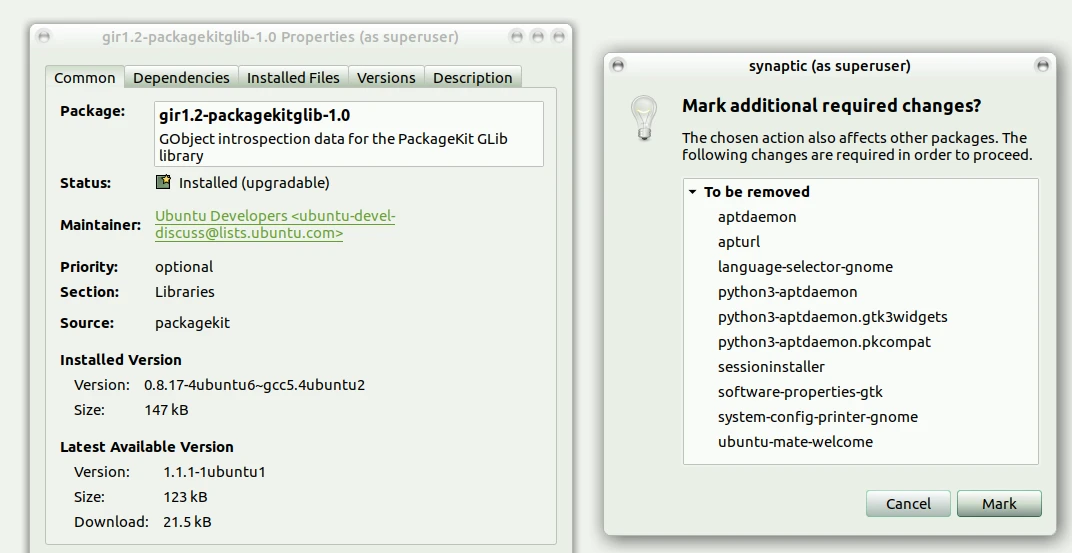 gir1.2-packagekitglib-1.0 Properties (as superuser)
Common Dependencies Installed Files Versions Description
Package: gir1.2-packagekitglib-1.0
GObject introspection data for the PackageKit GLib
library
Status: Installed (upgradable)
Maintainer: Ubuntu Developers <ubuntu-devel-
discuss@lists.ubuntu.com>
Priority: optional
Section: Libraries
Source: packagekit
Installed Version
Version: 0.8.17-4ubuntu6~gcc5.4ubuntu2
Size: 147 kB
Latest Available Version
Version: 1.1.1-1ubuntu1
Size: 123 kB
Download: 21.5 kB
synaptic (as superuser)
Mark additional required changes?
The chosen action also affects other packages. The
following changes are required in order to proceed.
To be removed
aptdaemon
apturl
language-selector-gnome
python3-aptdaemon
python3-aptdaemon.gtk3widgets
python3-aptdaemon.pkcompat
sessioninstaller
software-properties-gtk
system-config-printer-gnome
ubuntu-mate-welcome
Cancel Mark